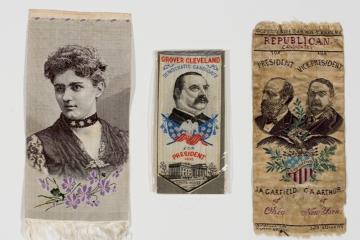 GROVER CLEVELAND
DEMOCRATIC CANDIDATE
FOR
PRESIDENT
REPUBLICAN
CANDIDATES
FOR FOR
PRESIDENT VICE PRESIDENT
J.A. GARFIELD C.A. ARTHUR
of of
Ohio New York